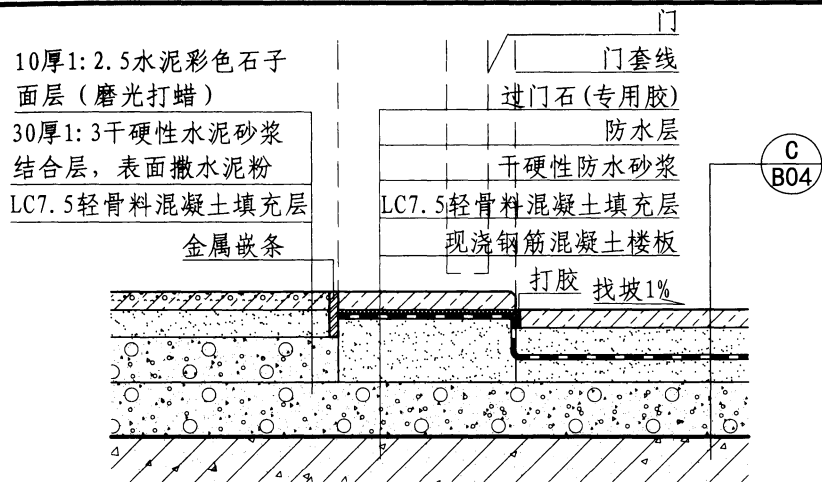 10厚1:2.5水泥彩色石子
面层（磨光打蜡）
30厚1:3干硬性水泥砂浆
结合层，表面撒水泥粉
LC7.5轻骨料混凝土填充层
金属嵌条
门
门套线
过门石(专用胶)
防水层
干硬性防水砂浆
LC7.5轻骨料混凝土填充层
现浇钢筋混凝土楼板
打胶
找坡1%
C
B04